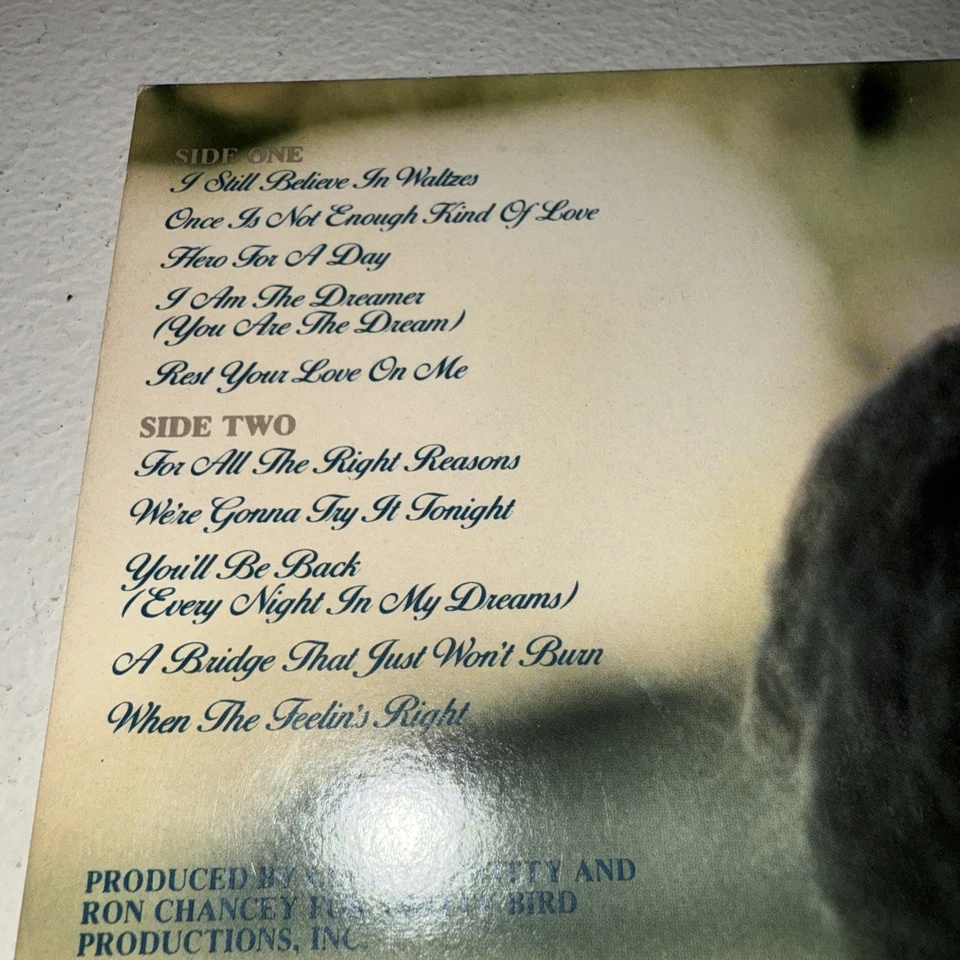 SIDE ONE
I Still Believe In Waltzes
Once Is Not Enough Kind Of Love
Hero For A Day
I Am The Dreamer
(You Are The Dream)
Rest Your Love On Me
SIDE TWO
For All The Right Reasons
We're Gonna Try It Tonight
You'll Be Back
(Every Night In My Dreams)
A Bridge That Just Won't Burn
When The Feelin's Right
PRODUCED BY AND
RON CHANCEY FOR BIRD
PRODUCTIONS, INC.